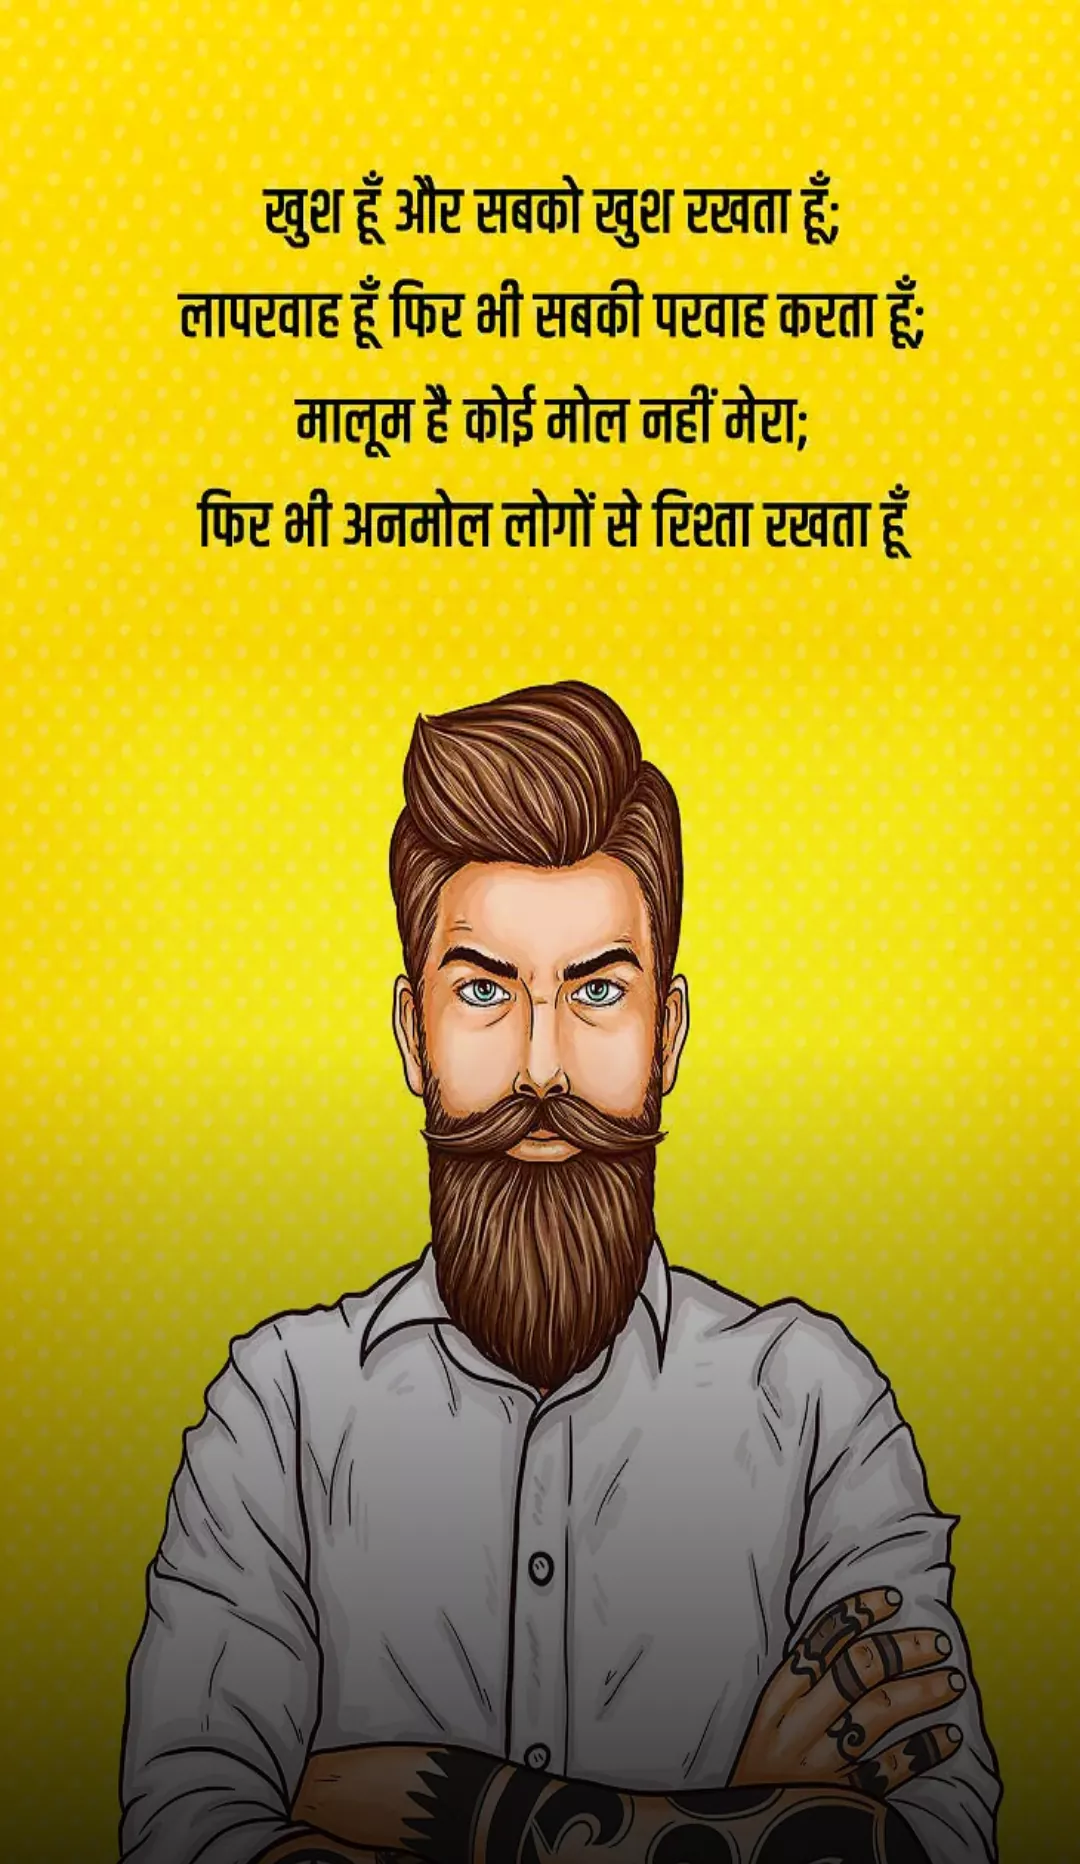 खुश हूँ और सबको खुश रखता हूँ;
लापरवाह हूँ फिर भी सबकी परवाह करता हूँ;
मालूम है कोई मोल नहीं मेरा;
फिर भी अनमोल लोगों से रिश्ता रखता हूँ